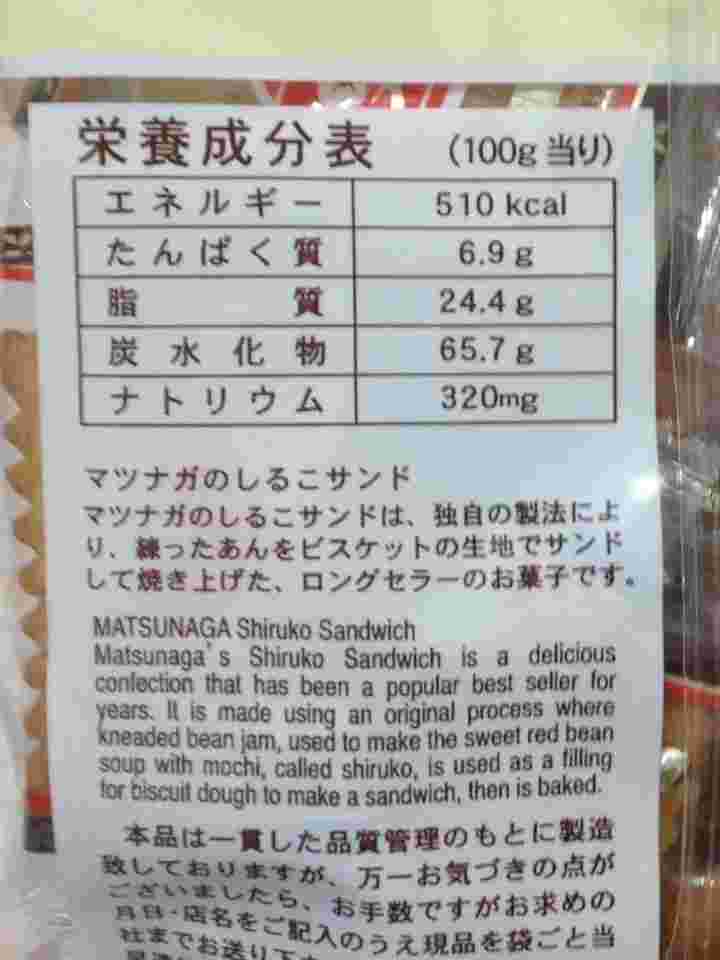 栄養成分表 (100g 当り)
エネルギー 510 kcal
たんぱく質 6.9 g
脂質 24.4 g
炭水化物 65.7 g
ナトリウム 320mg
マツナガのしるこサンド
マツナガのしるこサンドは、独自の製法によ
り、練ったあんをビスケットの生地でサンド
して焼き上げた、ロングセラーのお菓子です。
MATSUNAGA Shiruko Sandwich
Matsunaga's Shiruko Sandwich is a delicious
confection that has been a popular best seller for
years. It is made using an original process where
kneaded bean jam, used to make the sweet red bean
soup with mochi, called shiruko, is used as a filling
for biscuit dough to make a sandwich, then is baked.
本品は一貫した品質管理のもとに製造
致しておりますが、万一お気づきの点が
ございましたら、お手数ですがお求めの
月日・店名をご記入のうえ現品を袋ごと当
社までお送り下